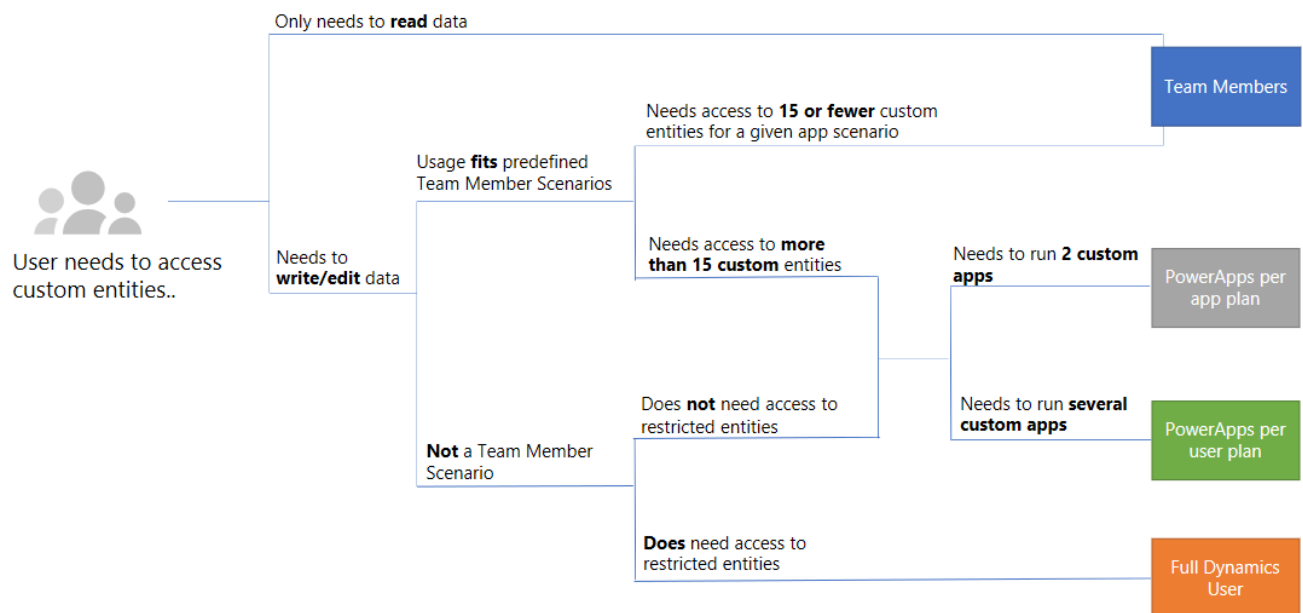 Only needs to read data
Team Members
Needs access to 15 or fewer custom
entities for a given app scenario
Usage fits predefined
Team Member Scenarios
User needs to access
custom entities..
Needs to
write/edit data
Needs access to more
than 15 custom entities
Needs to run 2 custom
apps
PowerApps per
app plan
Does not need access to
restricted entities
Needs to run several
custom apps
PowerApps per
user plan
Not a Team Member
Scenario
Does need access to
restricted entities
Full Dynamics
User